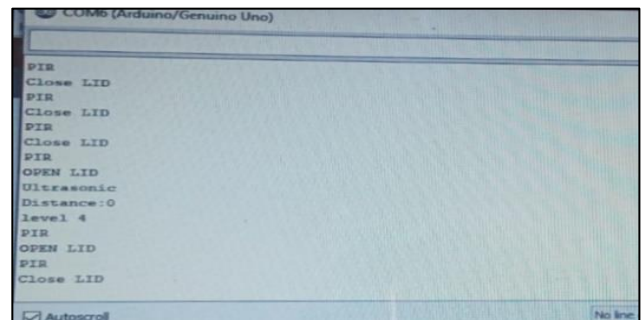 COM6 (Arduino/Genuino Uno)
PIR
Close LID
PIR
Close LID
PIR
Close LID
PIR
OPEN LID
Ultrasonic
Distance:0
level 4
PIR
OPEN LID
PIR
Close LID
Autoscroll
No line